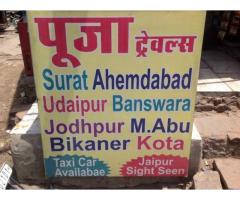 पूजा ट्रेवल्स
Surat Ahemdabad
Udaipur Banswara
Jodhpur M.Abu
Bikaner Kota
Taxi Car Jaipur
Availabae Sight Seen